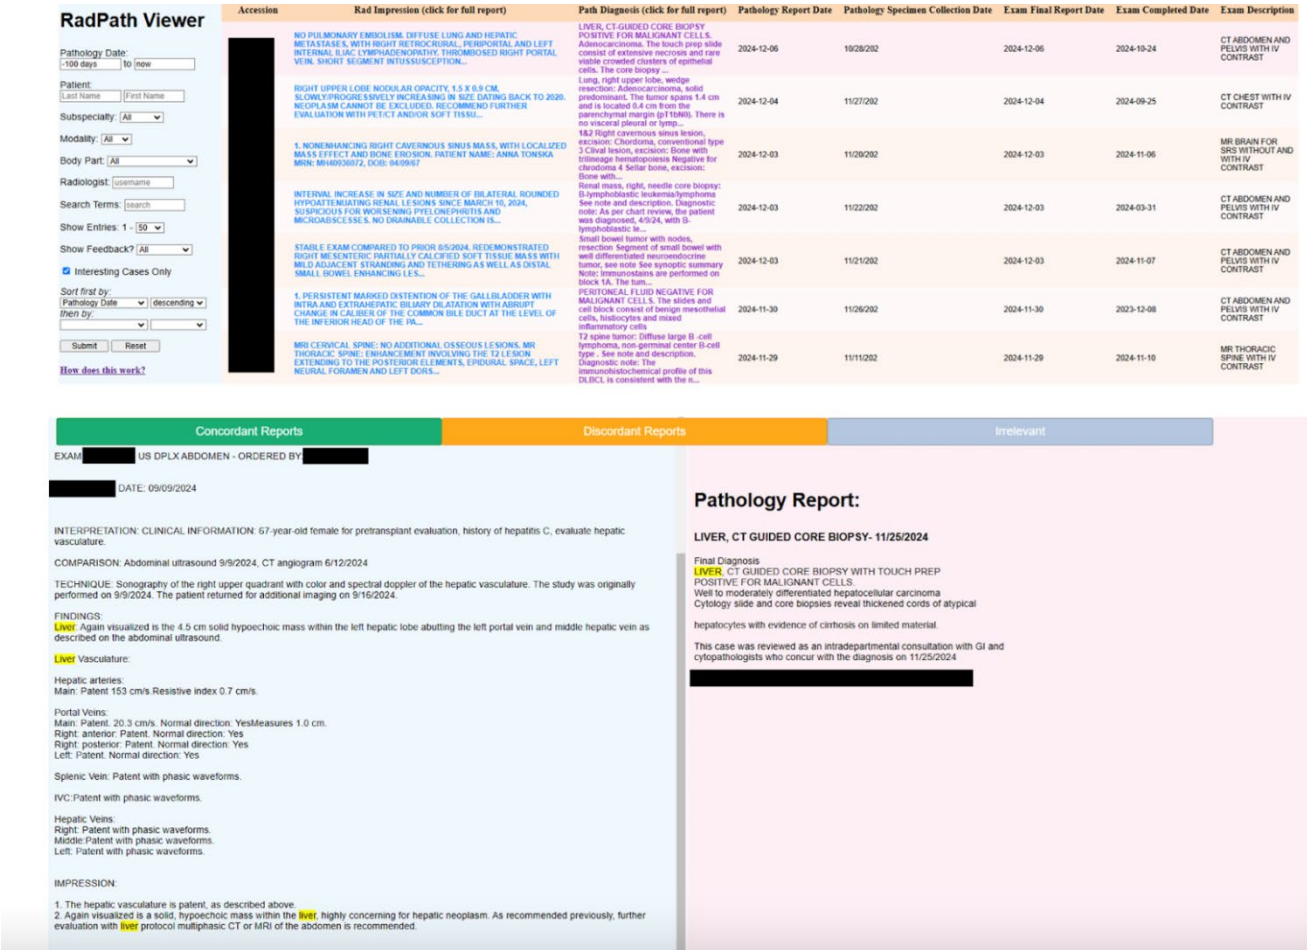 RadPath Viewer
Pathology Date:
-100 days to now
Patient:
Last Name First Name
Subspecialty: All
Modality: All
Body Part: All
Radiologist: username
Search Terms: search
Show Entries: 1 - 50
Show Feedback? All
Interesting Cases Only
Sort first by:
Pathology Date descending
then by:
Submit Reset
How does this work?
Accession Rad Impression (click for full report) Path Diagnosis (click for full report) Pathology Report Date Pathology Specimen Collection Date Exam Final Report Date Exam Completed Date Exam Description
NO PULMONARY EMBOLISM. DIFFUSE LUNG AND HEPATIC
METASTASES, WITH RIGHT RETROCRURAL, PERIPORTAL AND LEFT
INTERNAL ILIAC LYMPHADENOPATHY. THROMBOSED RIGHT PORTAL
VEIN. SHORT SEGMENT INTUSSUSCEPTION...
LIVER, CT-GUIDED CORE BIOPSY
POSITIVE FOR MALIGNANT CELLS.
Adenocarcinoma. The touch prep slide
consist of extensive necrosis and rare
viable crowded clusters of epithelial
cells. The core biopsy ...
2024-12-06 10/28/202 2024-12-06 2024-10-24
CT ABDOMEN AND
PELVIS WITH IV
CONTRAST
RIGHT UPPER LOBE NODULAR OPACITY, 1.5 X 0.9 CM,
SLOWLY/PROGRESSIVELY INCREASING IN SIZE DATING BACK TO 2020.
NEOPLASM CANNOT BE EXCLUDED. RECOMMEND FURTHER
EVALUATION WITH PET/CT AND/OR SOFT TISSU...
Lung, right upper lobe, wedge
resection: Adenocarcinoma, solid
predominant. The tumor spans 1.4 cm
and is located 0.4 cm from the
parenchymal margin (pT1bN0). There is
no visceral pleural or lymp...
2024-12-04 11/27/202 2024-12-04 2024-09-25
CT CHEST WITH IV
CONTRAST
1. NONENHANCING RIGHT CAVERNOUS SINUS MASS, WITH LOCALIZED
MASS EFFECT AND BONE EROSION. PATIENT NAME: ANNA TONSKA
MRN: MH40936072, DOB: 04/09/67
1&2 Right cavernous sinus lesion,
excision: Chordoma, conventional type
3 Clival lesion, excision: Bone with
trilineage hematopoiesis Negative for
chrodoma 4 Sellar bone, excision:
Bone with...
2024-12-03 11/20/202 2024-12-03 2024-11-06
MR BRAIN FOR
SRS WITHOUT AND
WITH IV
CONTRAST
INTERVAL INCREASE IN SIZE AND NUMBER OF BILATERAL ROUNDED
HYPOATTENUATING RENAL LESIONS SINCE MARCH 10, 2024,
SUSPICIOUS FOR WORSENING PYELONEPHRITIS AND
MICROABSCESSES. NO DRAINABLE COLLECTION IS...
Renal mass, right, needle core biopsy:
B-lymphoblastic leukemia/lymphoma
See note and description. Diagnostic
note: As per chart review, the patient
was diagnosed, 4/9/24, with B-
lymphoblastic le...
2024-12-03 11/22/202 2024-12-03 2024-03-31
CT ABDOMEN AND
PELVIS WITH IV
CONTRAST
STABLE EXAM COMPARED TO PRIOR 8/5/2024. REDEMONSTRATED
RIGHT MESENTERIC PARTIALLY CALCIFIED SOFT TISSUE MASS WITH
MILD ADJACENT STRANDING AND TETHERING AS WELL AS DISTAL
SMALL BOWEL ENHANCING LES...
Small bowel tumor with nodes,
resection Segment of small bowel with
well differentiated neuroendocrine
tumor, see note See synoptic summary
Note: Immunostains are performed on
block 1A. The tum...
2024-12-03 11/21/202 2024-12-03 2024-11-07
CT ABDOMEN AND
PELVIS WITH IV
CONTRAST
1. PERSISTENT MARKED DISTENTION OF THE GALLBLADDER WITH
INTRA AND EXTRAHEPATIC BILIARY DILATATION WITH ABRUPT
CHANGE IN CALIBER OF THE COMMON BILE DUCT AT THE LEVEL OF
THE INFERIOR HEAD OF THE PA...
PERITONEAL FLUID NEGATIVE FOR
MALIGNANT CELLS. The slides and
cell block consist of benign mesothelial
cells, histiocytes and mixed
inflammatory cells
2024-11-30 11/26/202 2024-11-30 2023-12-08
CT ABDOMEN AND
PELVIS WITH IV
CONTRAST
MRI CERVICAL SPINE: NO ADDITIONAL OSSEOUS LESIONS. MR
THORACIC SPINE: ENHANCEMENT INVOLVING THE T2 LESION
EXTENDING TO THE POSTERIOR ELEMENTS, EPIDURAL SPACE, LEFT
NEURAL FORAMEN AND LEFT DORS...
T2 spine tumor: Diffuse large B -cell
lymphoma, non-germinal center B-cell
type . See note and description.
Diagnostic note: The
immunohistochemical profile of this
DLBCL is consistent with the n...
2024-11-29 11/11/202 2024-11-29 2024-11-10
MR THORACIC
SPINE WITH IV
CONTRAST
Concordant Reports Discordant Reports Irrelevant
EXAM US DPLX ABDOMEN - ORDERED BY:
DATE: 09/09/2024
INTERPRETATION: CLINICAL INFORMATION: 67-year-old female for pretransplant evaluation, history of hepatitis C, evaluate hepatic
vasculature.
COMPARISON: Abdominal ultrasound 9/9/2024, CT angiogram 6/12/2024
TECHNIQUE: Sonography of the right upper quadrant with color and spectral doppler of the hepatic vasculature. The study was originally
performed on 9/9/2024. The patient returned for additional imaging on 9/16/2024.
FINDINGS:
Liver: Again visualized is the 4.5 cm solid hypoechoic mass within the left hepatic lobe abutting the left portal vein and middle hepatic vein as
described on the abdominal ultrasound.
Liver Vasculature:
Hepatic arteries:
Main: Patent 153 cm/s.Resistive index 0.7 cm/s.
Portal Veins:
Main: Patent. 20.3 cm/s. Normal direction: YesMeasures 1.0 cm.
Right: anterior: Patent. Normal direction: Yes
Right: posterior: Patent. Normal direction: Yes
Left: Patent. Normal direction: Yes
Splenic Vein: Patent with phasic waveforms.
IVC:Patent with phasic waveforms.
Hepatic Veins:
Right: Patent with phasic waveforms.
Middle:Patent with phasic waveforms.
Left: Patent with phasic waveforms.
IMPRESSION:
1. The hepatic vasculature is patent, as described above.
2. Again visualized is a solid, hypoechoic mass within the liver, highly concerning for hepatic neoplasm. As recommended previously, further
evaluation with liver protocol multiphasic CT or MRI of the abdomen is recommended.
Pathology Report:
LIVER, CT GUIDED CORE BIOPSY- 11/25/2024
Final Diagnosis
LIVER, CT GUIDED CORE BIOPSY WITH TOUCH PREP
POSITIVE FOR MALIGNANT CELLS.
Well to moderately differentiated hepatocellular carcinoma
Cytology slide and core biopsies reveal thickened cords of atypical
hepatocytes with evidence of cirrhosis on limited material.
This case was reviewed as an intradepartmental consultation with GI and
cytopathologists who concur with the diagnosis on 11/25/2024